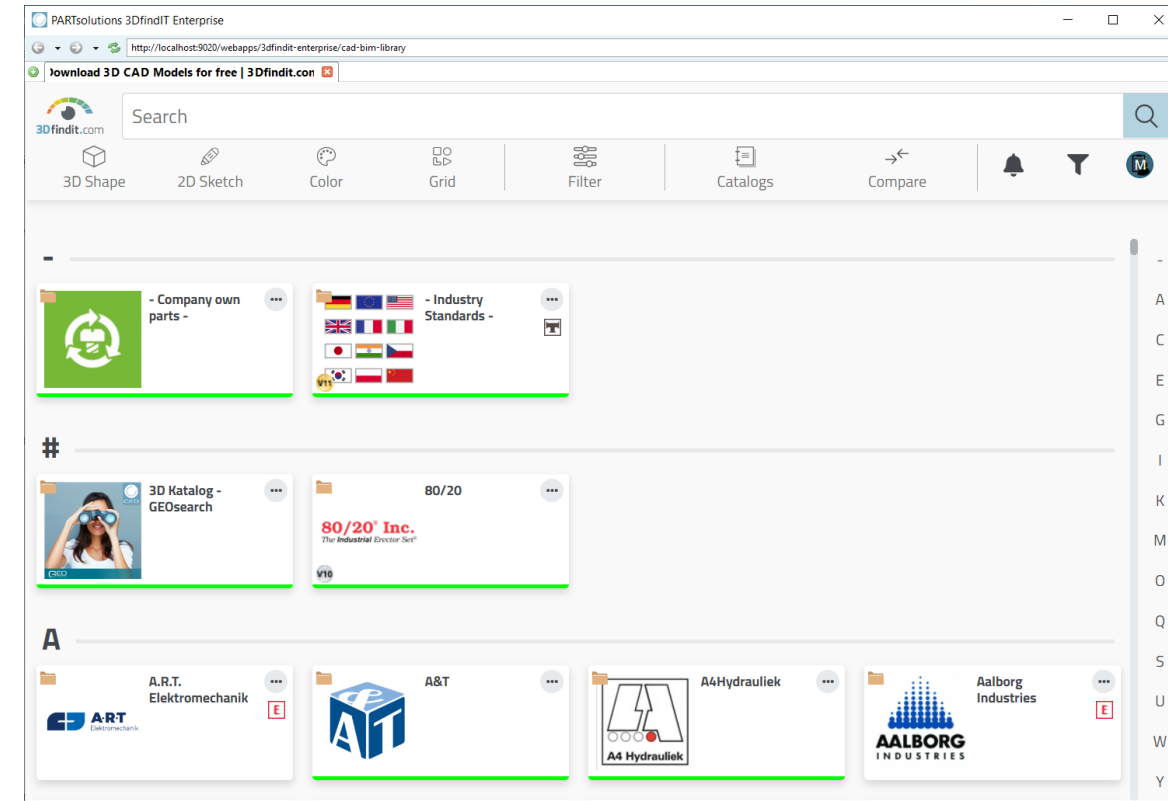 PARTsolutions 3DfindIT Enterprise
http://localhost:9020/webapps/3dfindit-enterprise/cad-bim-library
Download 3D CAD Models for free | 3Dfindit.com
3Dfindit.com
Search
3D Shape
2D Sketch
Color
Grid
Filter
Catalogs
Compare
M
-
- Company own
parts -
- Industry
Standards -
V11
#
3D Katalog -
GEOsearch
CAD
GEO
80/20
80/20® Inc.
The Industrial Erector Set®
V10
A
A.R.T.
Elektromechanik
E
A·R·T
Elektromechanik
A&T
A&T
A4Hydrauliek
A4 Hydrauliek
Aalborg
Industries
E
AALBORG
INDUSTRIES
-
A
C
E
G
I
K
M
O
Q
S
U
W
Y